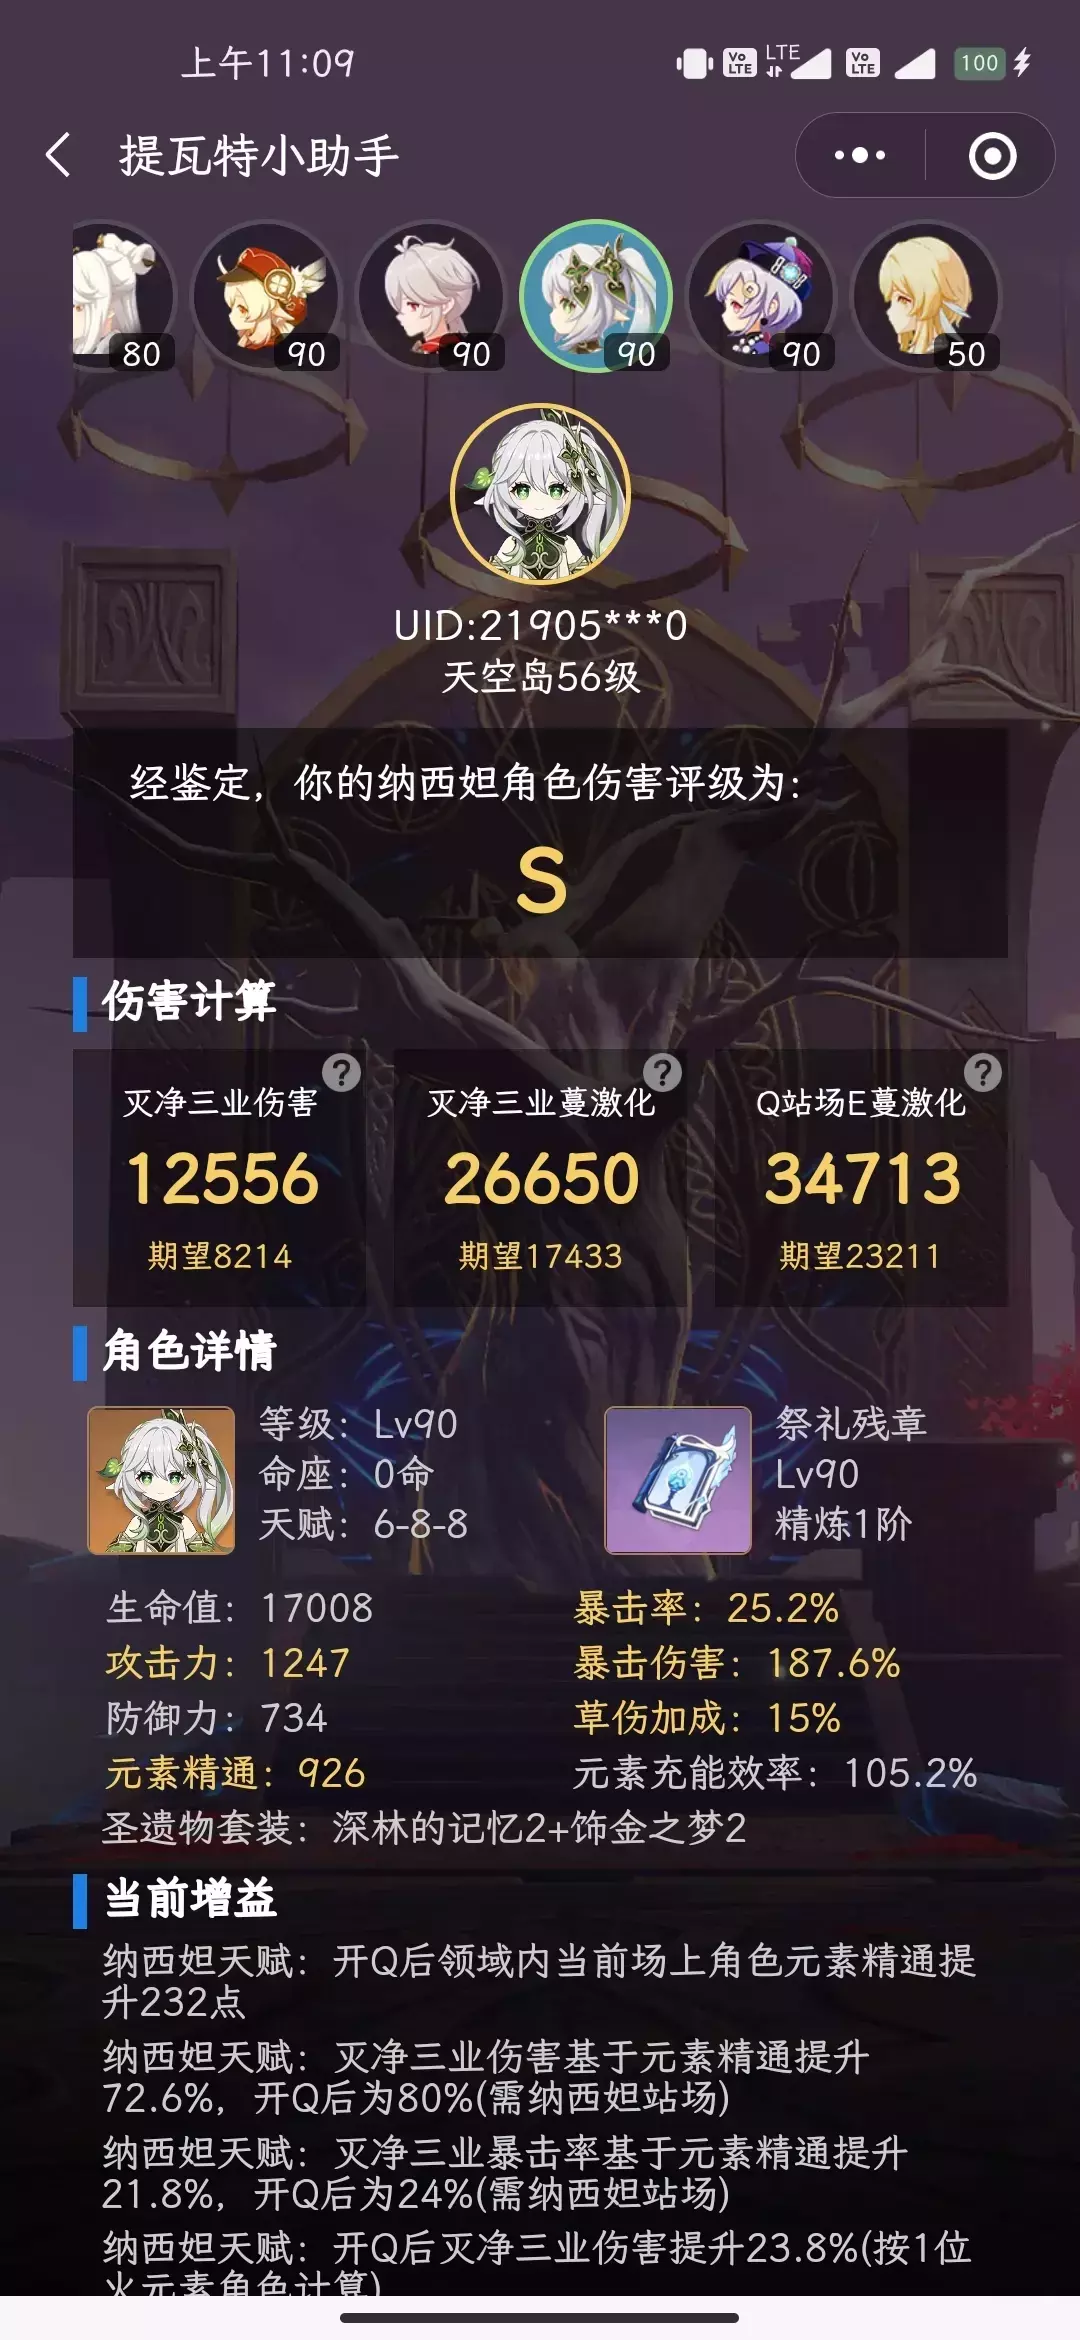 上午11:09
Vo LTE
LTE
Vo LTE
100
提瓦特小助手
80
90
90
90
90
50
UID:21905***0
天空岛56级
经鉴定，你的纳西妲角色伤害评级为：
S
伤害计算
灭净三业伤害
?
灭净三业蔓激化
?
Q站场E蔓激化
?
12556
26650
34713
期望8214
期望17433
期望23211
角色详情
等级：Lv90
命座：0命
天赋：6-8-8
祭礼残章
Lv90
精炼1阶
生命值：17008
暴击率：25.2%
攻击力：1247
暴击伤害：187.6%
防御力：734
草伤加成：15%
元素精通：926
元素充能效率：105.2%
圣遗物套装：深林的记忆2+饰金之梦2
当前增益
纳西妲天赋：开Q后领域内当前场上角色元素精通提
升232点
纳西妲天赋：灭净三业伤害基于元素精通提升
72.6%，开Q后为80%(需纳西妲站场)
纳西妲天赋：灭净三业暴击率基于元素精通提升
21.8%，开Q后为24%(需纳西妲站场)
纳西妲天赋：开Q后灭净三业伤害提升23.8%(按1位
火元素角色计算)